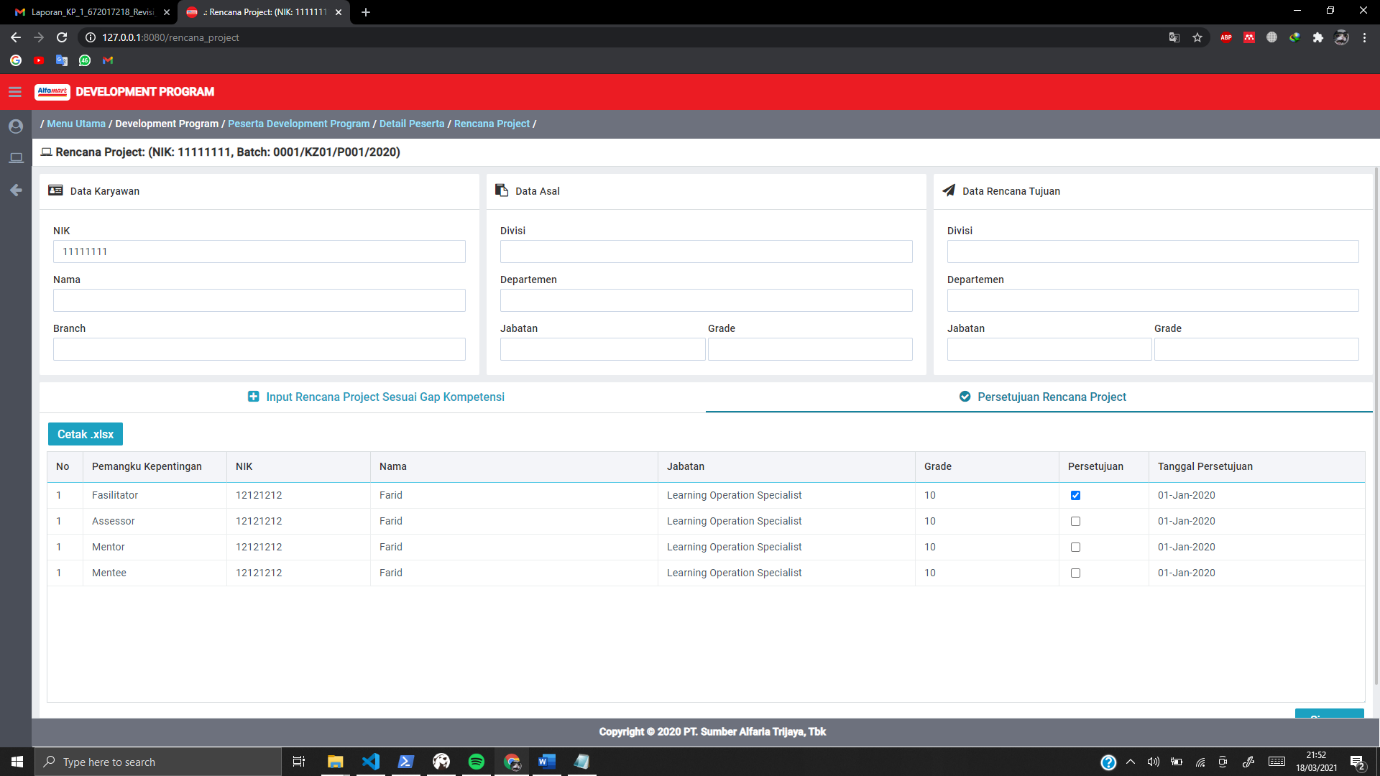 Laporan_KP_1_672017218_Revisi
.: Rencana Project: (NIK: 1111111
127.0.0.1:8080/rencana_project
ABP
Alfamart DEVELOPMENT PROGRAM
/ Menu Utama / Development Program / Peserta Development Program / Detail Peserta / Rencana Project /
Rencana Project: (NIK: 11111111, Batch: 0001/KZ01/P001/2020)
Data Karyawan
NIK
11111111
Nama
Branch
Data Asal
Divisi
Departemen
Jabatan Grade
Data Rencana Tujuan
Divisi
Departemen
Jabatan Grade
Input Rencana Project Sesuai Gap Kompetensi
Persetujuan Rencana Project
Cetak .xlsx
No Pemangku Kepentingan NIK Nama Jabatan Grade Persetujuan Tanggal Persetujuan
1 Fasilitator 12121212 Farid Learning Operation Specialist 10 01-Jan-2020
1 Assessor 12121212 Farid Learning Operation Specialist 10 01-Jan-2020
1 Mentor 12121212 Farid Learning Operation Specialist 10 01-Jan-2020
1 Mentee 12121212 Farid Learning Operation Specialist 10 01-Jan-2020
Copyright © 2020 PT. Sumber Alfaria Trijaya, Tbk
Type here to search
21:52
18/03/2021
2